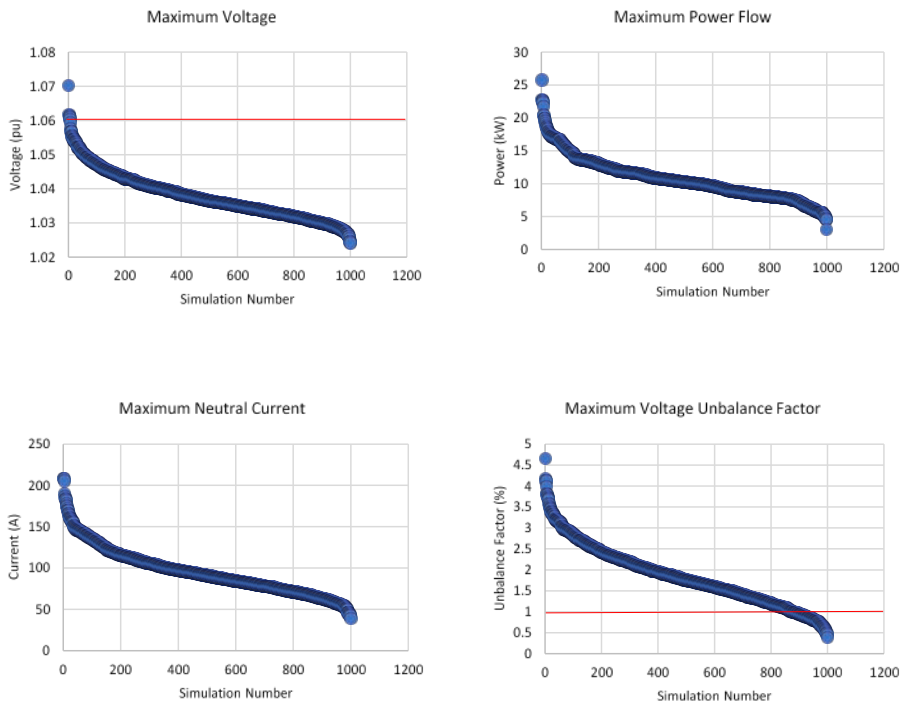 Maximum Voltage
Voltage (pu)
1.08
1.07
1.06
1.05
1.04
1.03
1.02
0 200 400 600 800 1000 1200
Simulation Number
Maximum Power Flow
Power (kW)
30
25
20
15
10
5
0
0 200 400 600 800 1000 1200
Simulation Number
Maximum Neutral Current
Current (A)
250
200
150
100
50
0
0 200 400 600 800 1000 1200
Simulation Number
Maximum Voltage Unbalance Factor
Unbalance Factor (%)
5
4.5
4
3.5
3
2.5
2
1.5
1
0.5
0
0 200 400 600 800 1000 1200
Simulation Number